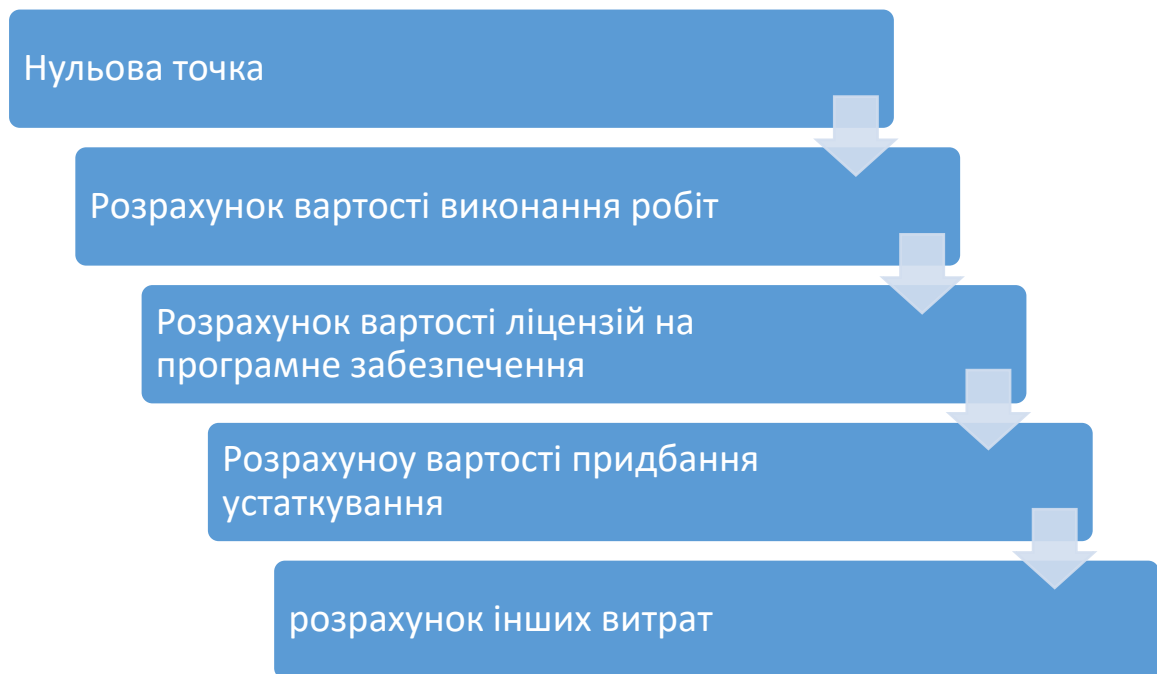 Нульова точка
Розрахунок вартості виконання робіт
Розрахунок вартості ліцензій на
програмне забезпечення
Розрахуноу вартості придбання
устаткування
розрахунок інших витрат